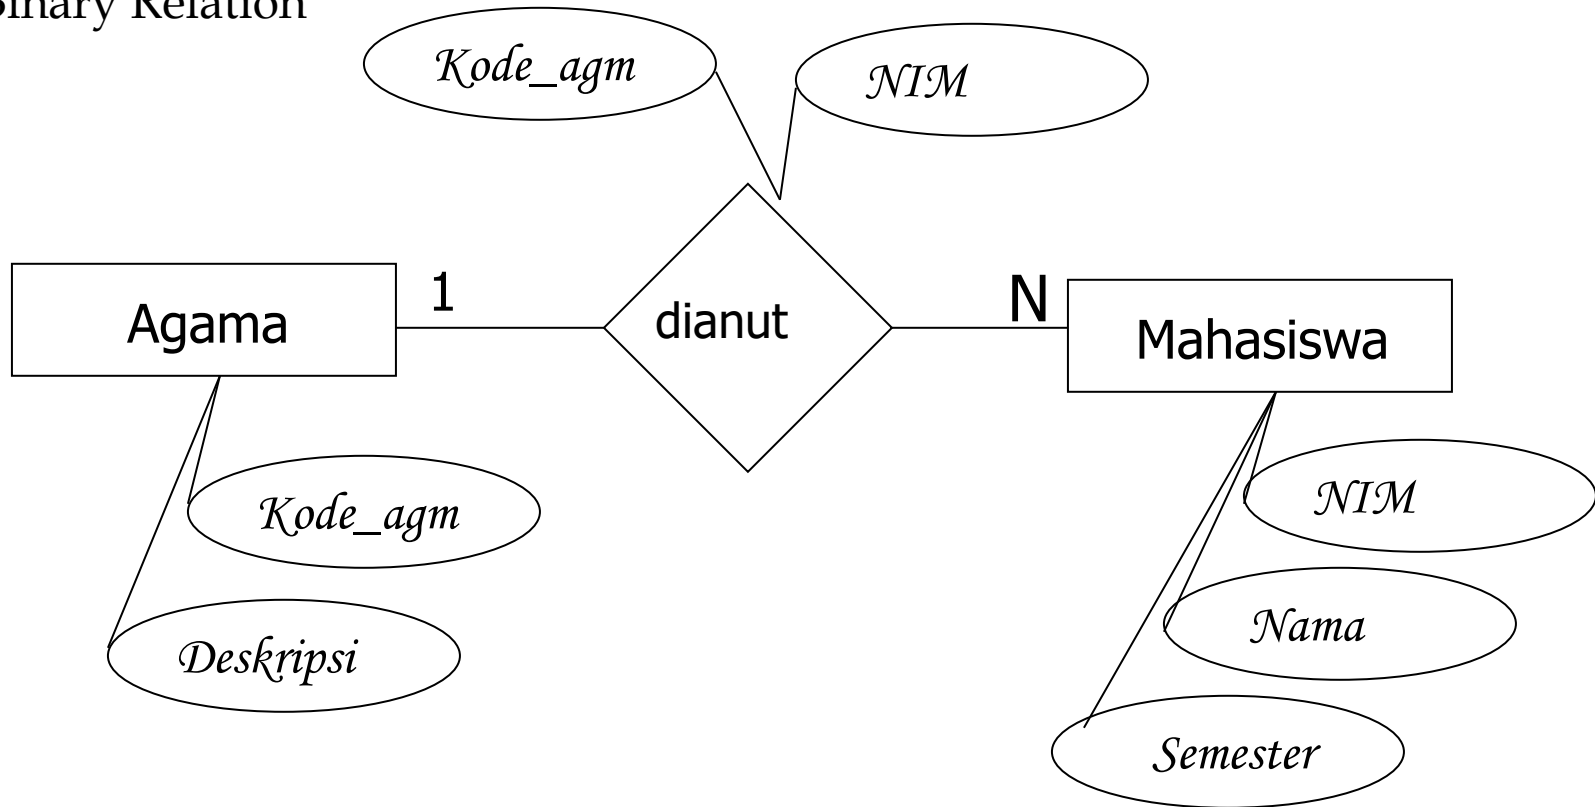 Binary Relation
Kode_agm
NIM
Agama
1
dianut
N
Mahasiswa
Kode_agm
NIM
Deskripsi
Nama
Semester